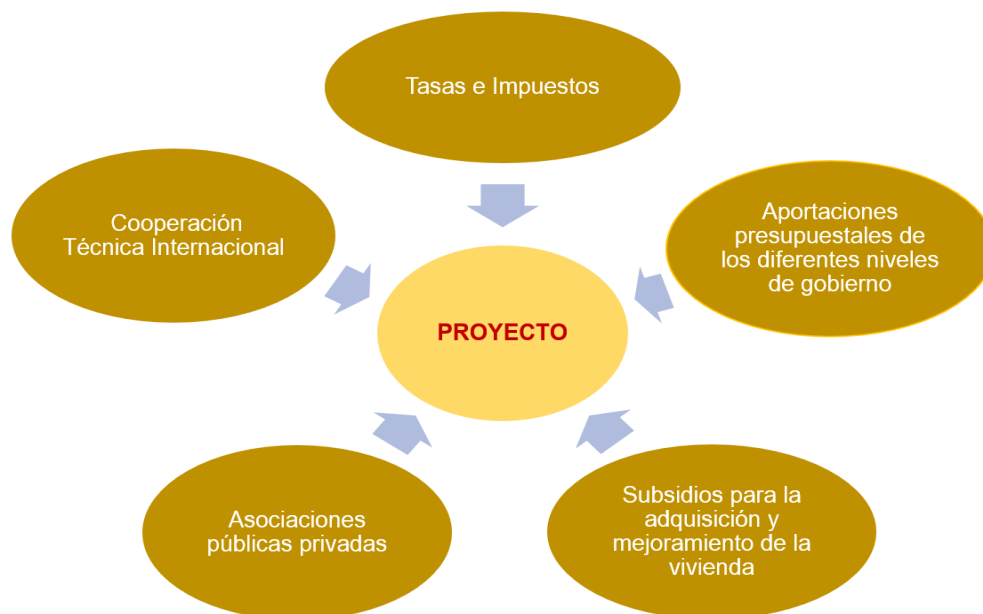 Tasas e Impuestos
Cooperación
Técnica Internacional
Aportaciones
presupuestales de
los diferentes niveles
de gobierno
PROYECTO
Asociaciones
públicas privadas
Subsidios para la
adquisición y
mejoramiento de la
vivienda